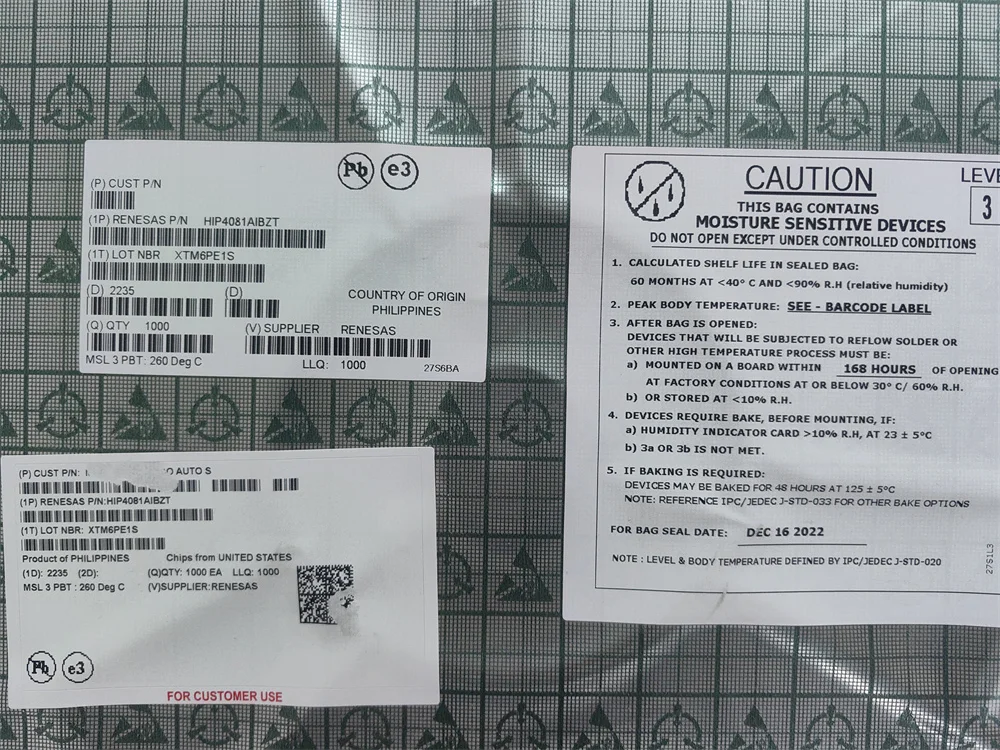 Pb e3
(P) CUST P/N
(1P) RENESAS P/N HIP4081AIBZT
(1T) LOT NBR XTM6PE1S
(D) 2235 (D)
COUNTRY OF ORIGIN
PHILIPPINES
(Q) QTY 1000 (V) SUPPLIER RENESAS
MSL 3 PBT: 260 Deg C LLQ: 1000 27S6BA
(P) CUST P/N: AUTO S
(1P) RENESAS P/N:HIP4081AIBZT
(1T) LOT NBR: XTM6PE1S
Product of PHILIPPINES Chips from UNITED STATES
(1D): 2235 (2D): (Q)QTY: 1000 EA LLQ: 1000
MSL 3 PBT : 260 Deg C (V)SUPPLIER:RENESAS
Pb e3
FOR CUSTOMER USE
CAUTION
LEVE
3
THIS BAG CONTAINS
MOISTURE SENSITIVE DEVICES
DO NOT OPEN EXCEPT UNDER CONTROLLED CONDITIONS
1. CALCULATED SHELF LIFE IN SEALED BAG:
60 MONTHS AT <40° C AND <90% R.H (relative humidity)
2. PEAK BODY TEMPERATURE: SEE - BARCODE LABEL
3. AFTER BAG IS OPENED:
DEVICES THAT WILL BE SUBJECTED TO REFLOW SOLDER OR
OTHER HIGH TEMPERATURE PROCESS MUST BE:
a) MOUNTED ON A BOARD WITHIN 168 HOURS OF OPENING
AT FACTORY CONDITIONS AT OR BELOW 30° C/ 60% R.H.
b) OR STORED AT <10% R.H.
4. DEVICES REQUIRE BAKE, BEFORE MOUNTING, IF:
a) HUMIDITY INDICATOR CARD >10% R.H, AT 23 ± 5°C
b) 3a OR 3b IS NOT MET.
5. IF BAKING IS REQUIRED:
DEVICES MAY BE BAKED FOR 48 HOURS AT 125 ± 5°C
NOTE: REFERENCE IPC/JEDEC J-STD-033 FOR OTHER BAKE OPTIONS
FOR BAG SEAL DATE: DEC 16 2022
NOTE : LEVEL & BODY TEMPERATURE DEFINED BY IPC/JEDEC J-STD-020
27S1L3